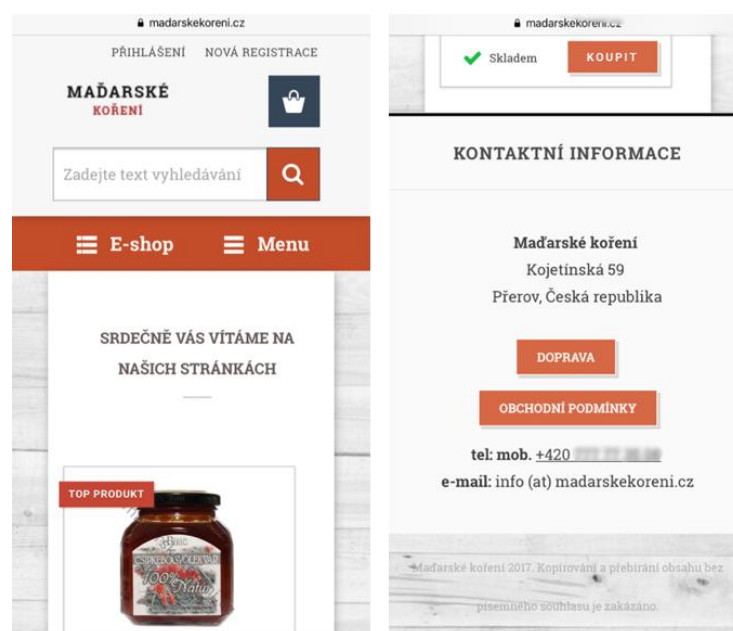 madarskekoreni.cz
PŘIHLÁŠENÍ NOVÁ REGISTRACE
MAĎARSKÉ
KOŘENÍ
Zadejte text vyhledávání
E-shop Menu
SRDEČNĚ VÁS VÍTÁME NA
NAŠICH STRÁNKÁCH
TOP PRODUKT
100%
Natur
madarskekoreni.cz
Skladem KOUPIT
KONTAKTNÍ INFORMACE
Maďarské koření
Kojetínská 59
Přerov, Česká republika
DOPRAVA
OBCHODNÍ PODMÍNKY
tel: mob. +420
e-mail: info (at) madarskekoreni.cz
Maďarské koření 2017. Kopírování a přebírání obsahu bez
písemného souhlasu je zakázáno.